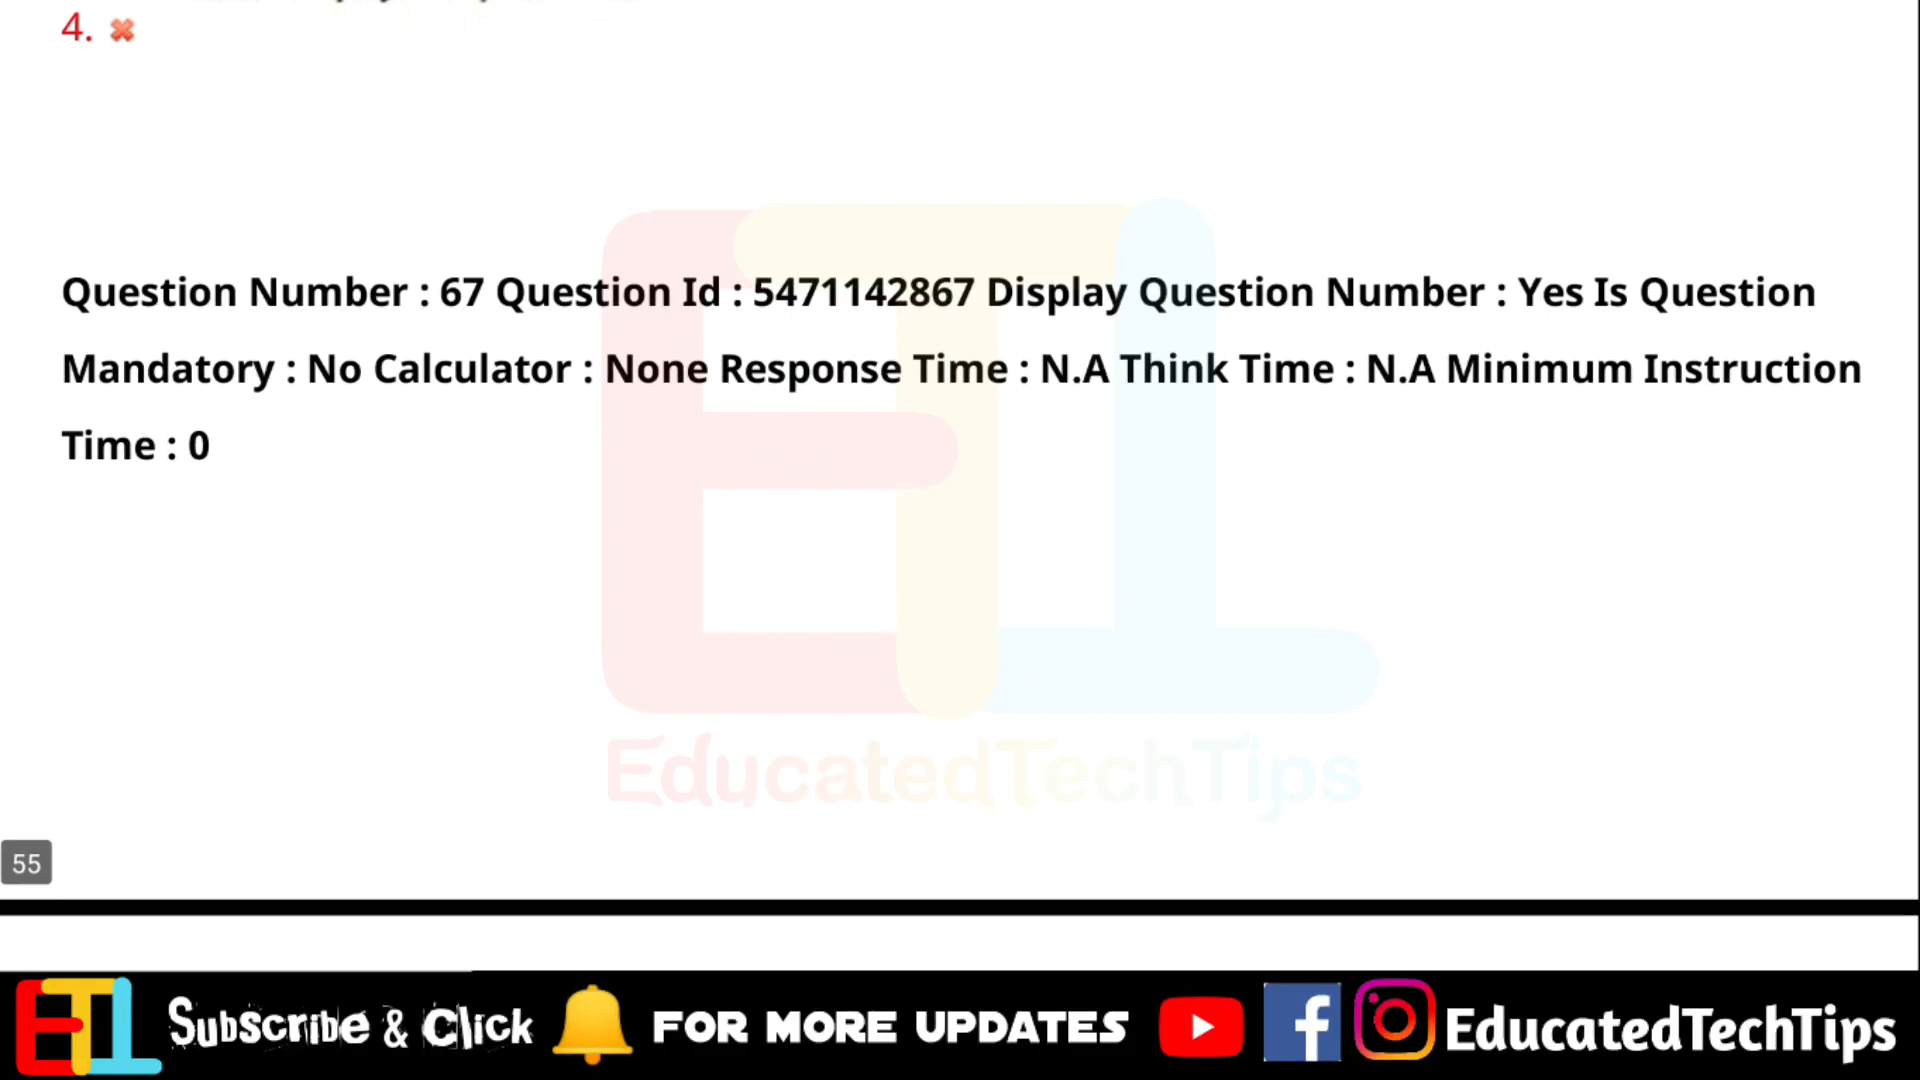 4.
Question Number : 67 Question Id : 5471142867 Display Question Number : Yes Is Question
Mandatory : No Calculator : None Response Time : N.A Think Time : N.A Minimum Instruction
Time : 0
EducatedTechTips
55
Subscribe & Click FOR MORE UPDATES EducatedTechTips